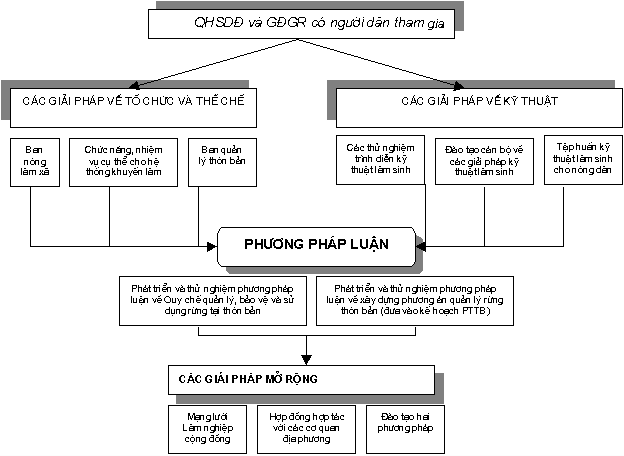 QHSDĐ và GĐGR có người dân tham gia
CÁC GIẢI PHÁP VỀ TỔ CHỨC VÀ THỂ CHẾ
CÁC GIẢI PHÁP VỀ KỸ THUẬT
Ban
nông
lâm xã
Chức năng, nhiệm
vụ cụ thể cho hệ
thống khuyến lâm
Ban quản
lý thôn bản
Các thử nghiệm
trình diễn kỹ
thuật lâm sinh
Đào tạo cán bộ về
các giải pháp kỹ
thuật lâm sinh
Tập huấn kỹ
thuật lâm sinh
cho nông dân
PHƯƠNG PHÁP LUẬN
Phát triển và thử nghiệm phương pháp
luận về Quy chế quản lý, bảo vệ và sử
dụng rừng tại thôn bản
Phát triển và thử nghiệm phương pháp
luận về xây dựng phương án quản lý rừng
thôn bản (đưa vào kế hoạch PTTB)
CÁC GIẢI PHÁP MỞ RỘNG
Mạng lưới
Lâm nghiệp
cộng đồng
Hợp đồng hợp tác
với các cơ quan
địa phương
Đào tạo hai
phương pháp